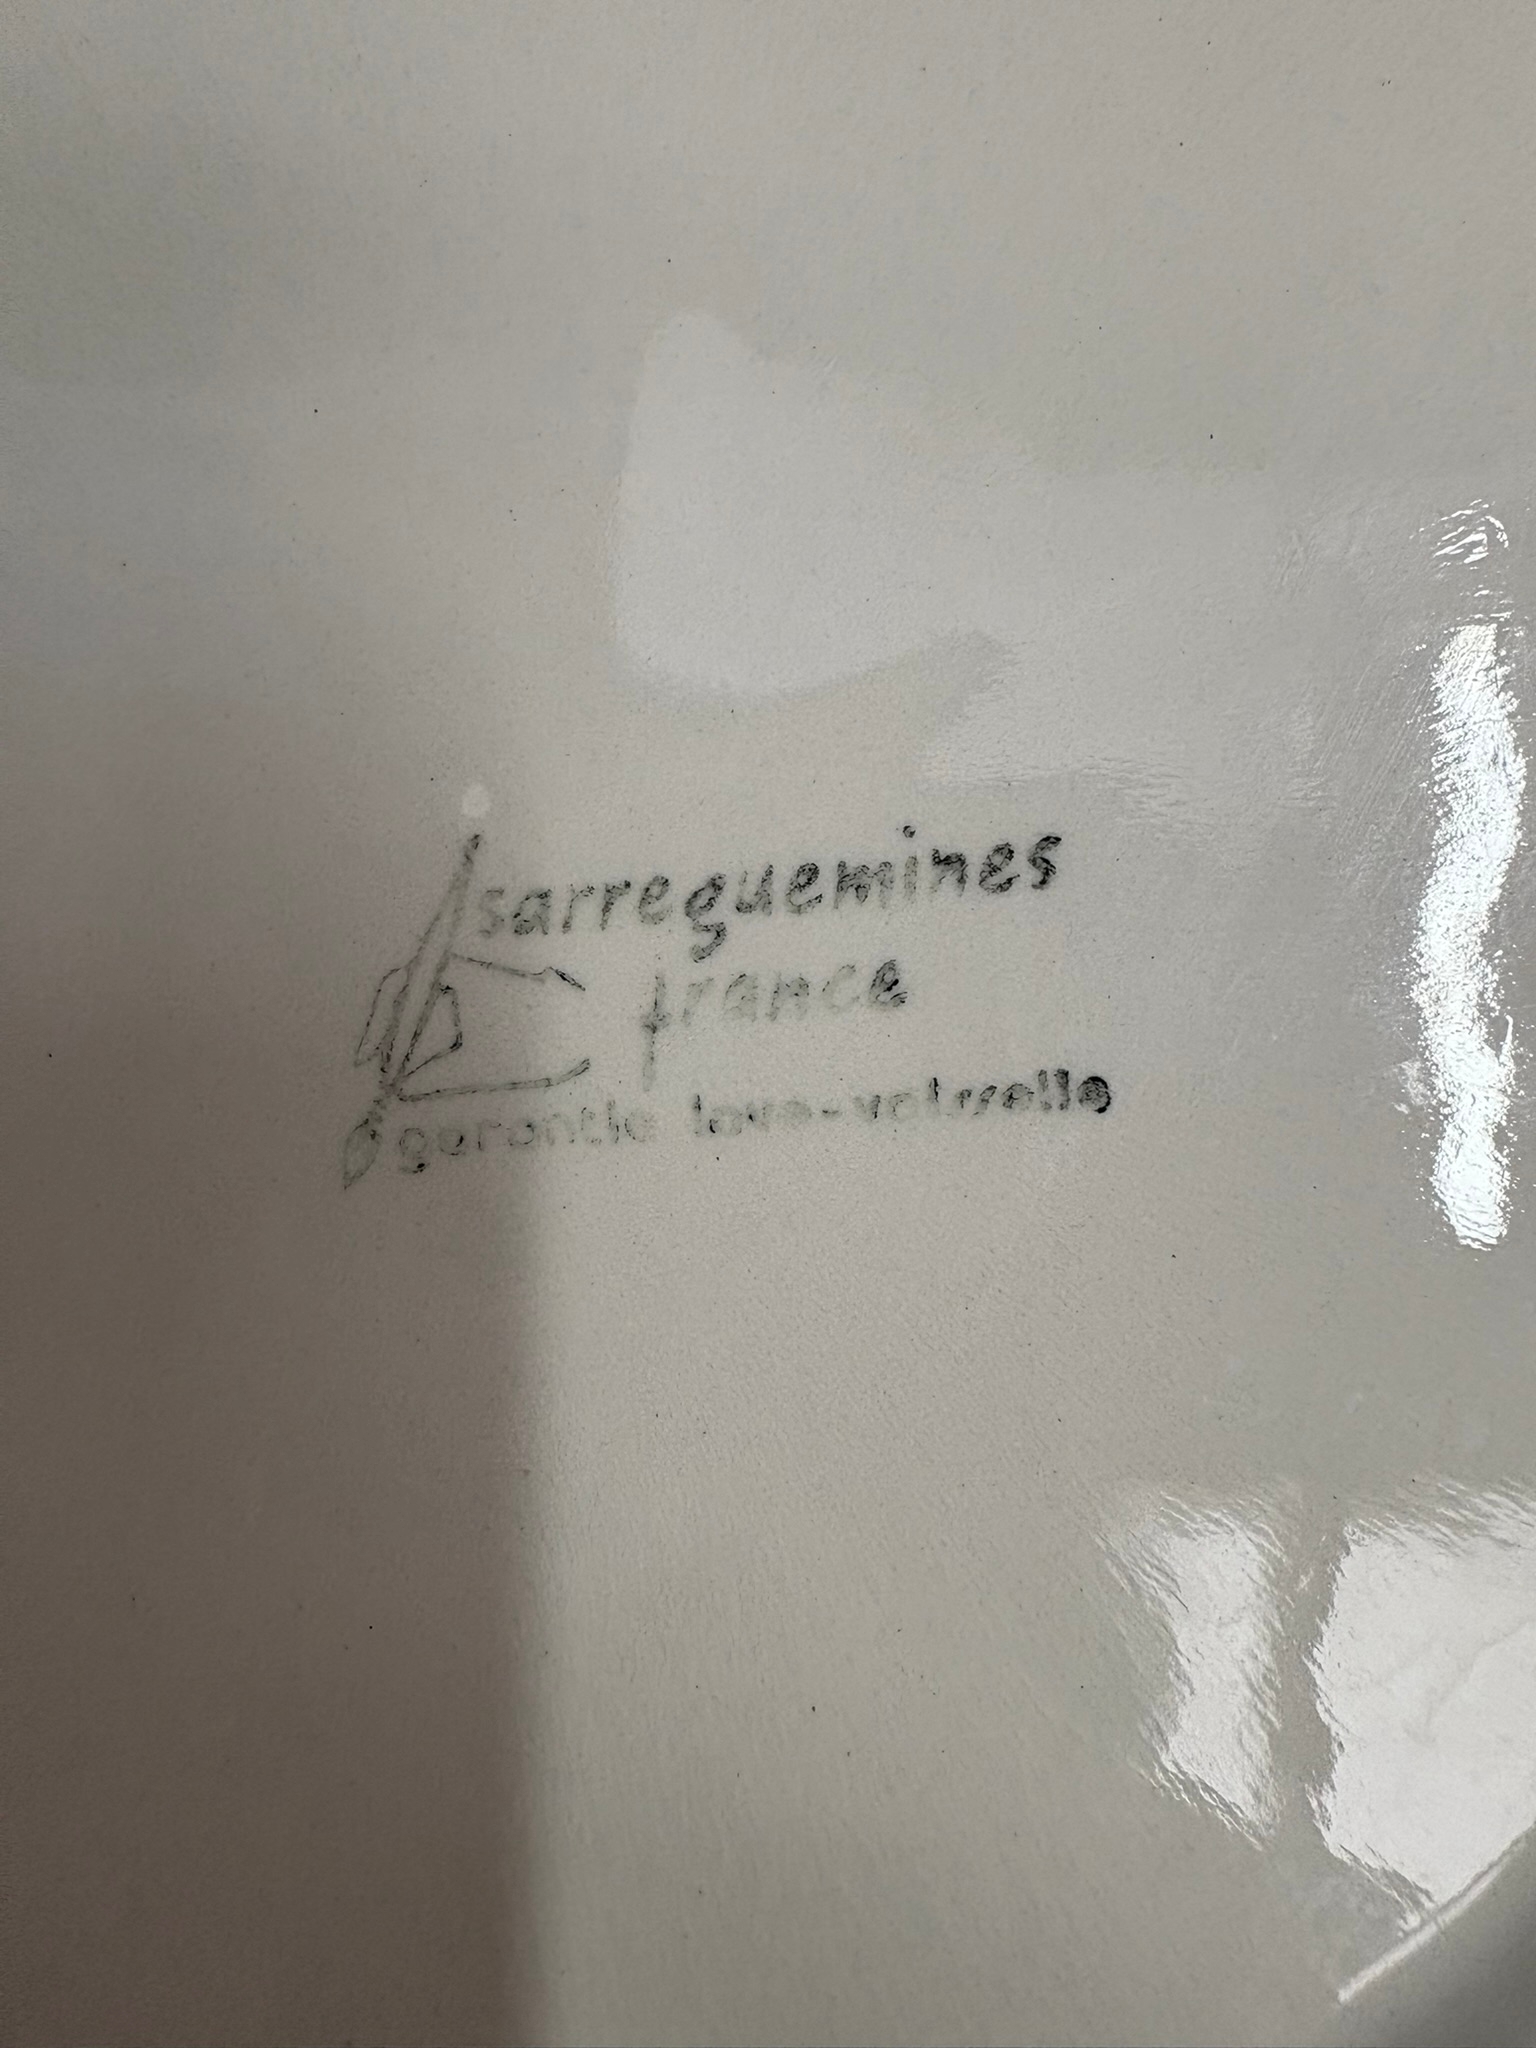 sarreguemines
france
garantie lave-vaisselle